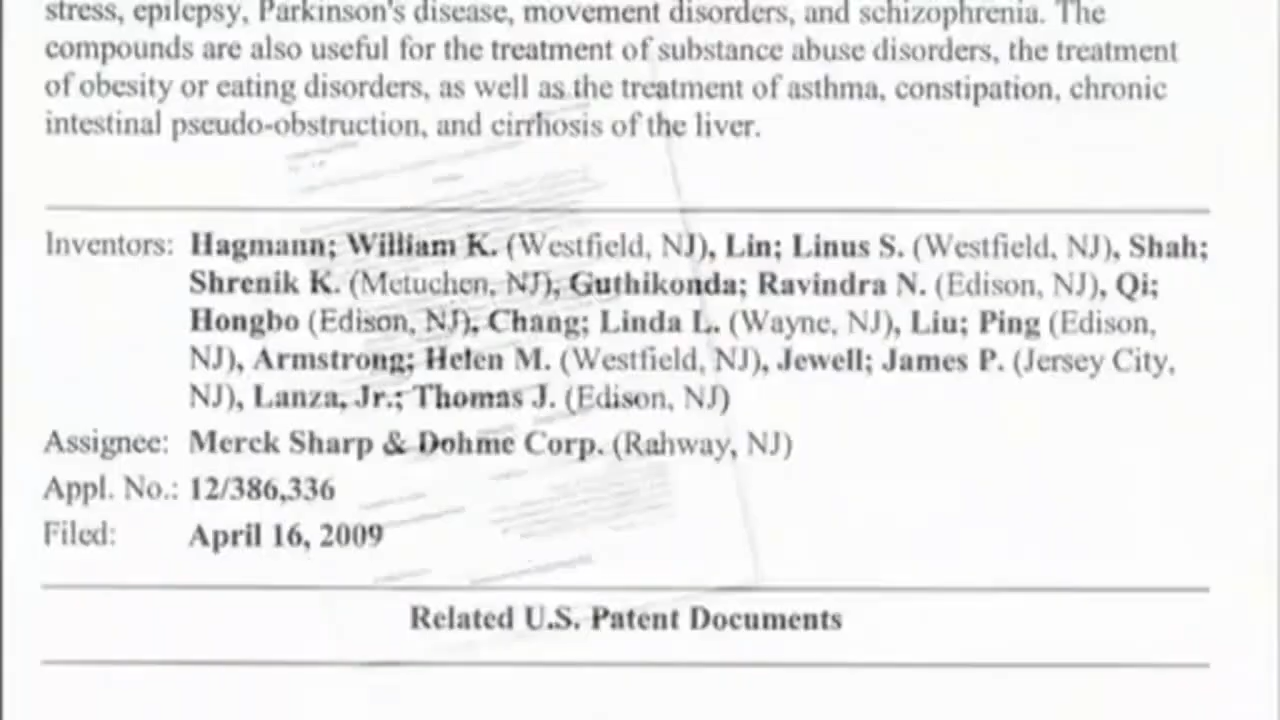 stress, epilepsy, Parkinson's disease, movement disorders, and schizophrenia. The
compounds are also useful for the treatment of substance abuse disorders, the treatment
of obesity or eating disorders, as well as the treatment of asthma, constipation, chronic
intestinal pseudo-obstruction, and cirrhosis of the liver.
Inventors: Hagmann; William K. (Westfield, NJ), Lin; Linus S. (Westfield, NJ), Shah;
Shrenik K. (Metuchen, NJ), Guthikonda; Ravindra N. (Edison, NJ), Qi;
Hongbo (Edison, NJ), Chang; Linda L. (Wayne, NJ), Liu; Ping (Edison,
NJ), Armstrong; Helen M. (Westfield, NJ), Jewell; James P. (Jersey City,
NJ), Lanza, Jr.; Thomas J. (Edison, NJ)
Assignee: Merck Sharp & Dohme Corp. (Rahway, NJ)
Appl. No.: 12/386,336
Filed: April 16, 2009
Related U.S. Patent Documents